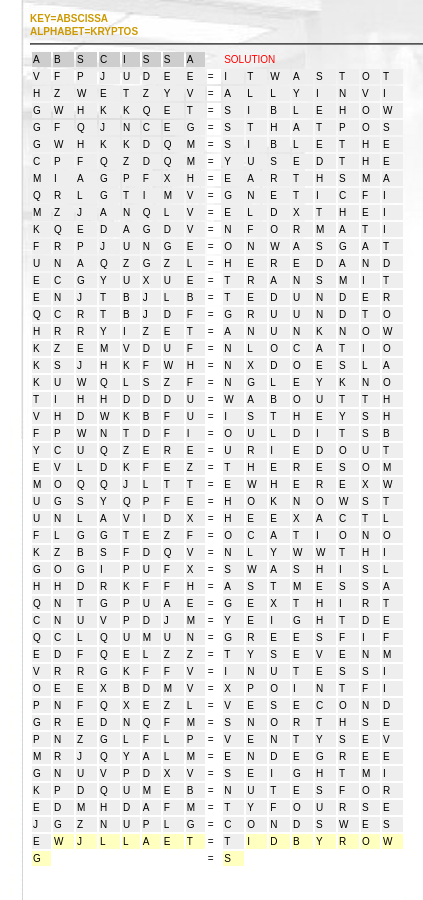 KEY=ABSCISSA
ALPHABET=KRYPTOS
A B S C I S S A SOLUTION
V F P J U D E E = I T W A S T O T
H Z W E T Z Y V = A L L Y I N V I
G W H K K Q E T = S I B L E H O W
G F Q J N C E G = S T H A T P O S
G W H K K D Q M = S I B L E T H E
C P F Q Z D Q M = Y U S E D T H E
M I A G P F X H = E A R T H S M A
Q R L G T I M V = G N E T I C F I
M Z J A N Q L V = E L D X T H E I
K Q E D A G D V = N F O R M A T I
F R P J U N G E = O N W A S G A T
U N A Q Z G Z L = H E R E D A N D
E C G Y U X U E = T R A N S M I T
E N J T B J L B = T E D U N D E R
Q C R T B J D F = G R U U N D T O
H R R Y I Z E T = A N U N K N O W
K Z E M V D U F = N L O C A T I O
K S J H K F W H = N X D O E S L A
K U W Q L S Z F = N G L E Y K N O
T I H H D D D U = W A B O U T T H
V H D W K B F U = I S T H E Y S H
F P W N T D F I = O U L D I T S B
Y C U Q Z E R E = U R I E D O U T
E V L D K F E Z = T H E R E S O M
M O Q Q J L T T = E W H E R E X W
U G S Y Q P F E = H O K N O W S T
U N L A V I D X = H E E X A C T L
F L G G T E Z F = O C A T I O N O
K Z B S F D Q V = N L Y W W T H I
G O G I P U F X = S W A S H I S L
H H D R K F F H = A S T M E S S A
Q N T G P U A E = G E X T H I R T
C N U V P D J M = Y E I G H T D E
Q C L Q U M U N = G R E E S F I F
E D F Q E L Z Z = T Y S E V E N M
V R R G K F F V = I N U T E S S I
O E E X B D M V = X P O I N T F I
P N F Q X E Z L = V E S E C O N D
G R E D N Q F M = S N O R T H S E
P N Z G L F L P = V E N T Y S E V
M R J Q Y A L M = E N D E G R E E
G N U V P D X V = S E I G H T M I
K P D Q U M E B = N U T E S F O R
E D M H D A F M = T Y F O U R S E
J G Z N U P L G = C O N D S W E S
E W J L L A E T = T I D B Y R O W
G = S